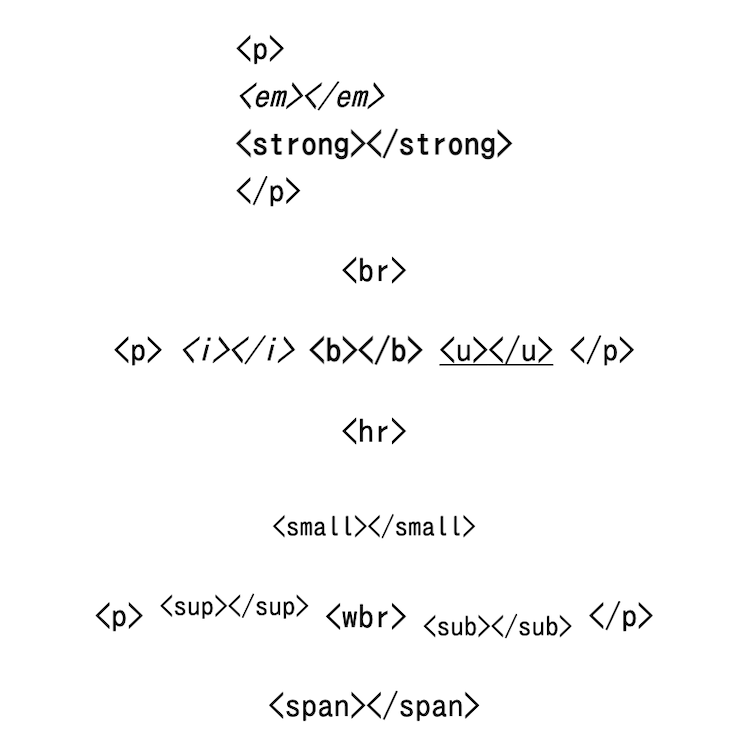 <p>
<em></em>
<strong></strong>
</p>
<br>
<p> <i></i> <b></b> <u></u> </p>
<hr>
<small></small>
<p> <sup></sup> <wbr> <sub></sub> </p>
<span></span>